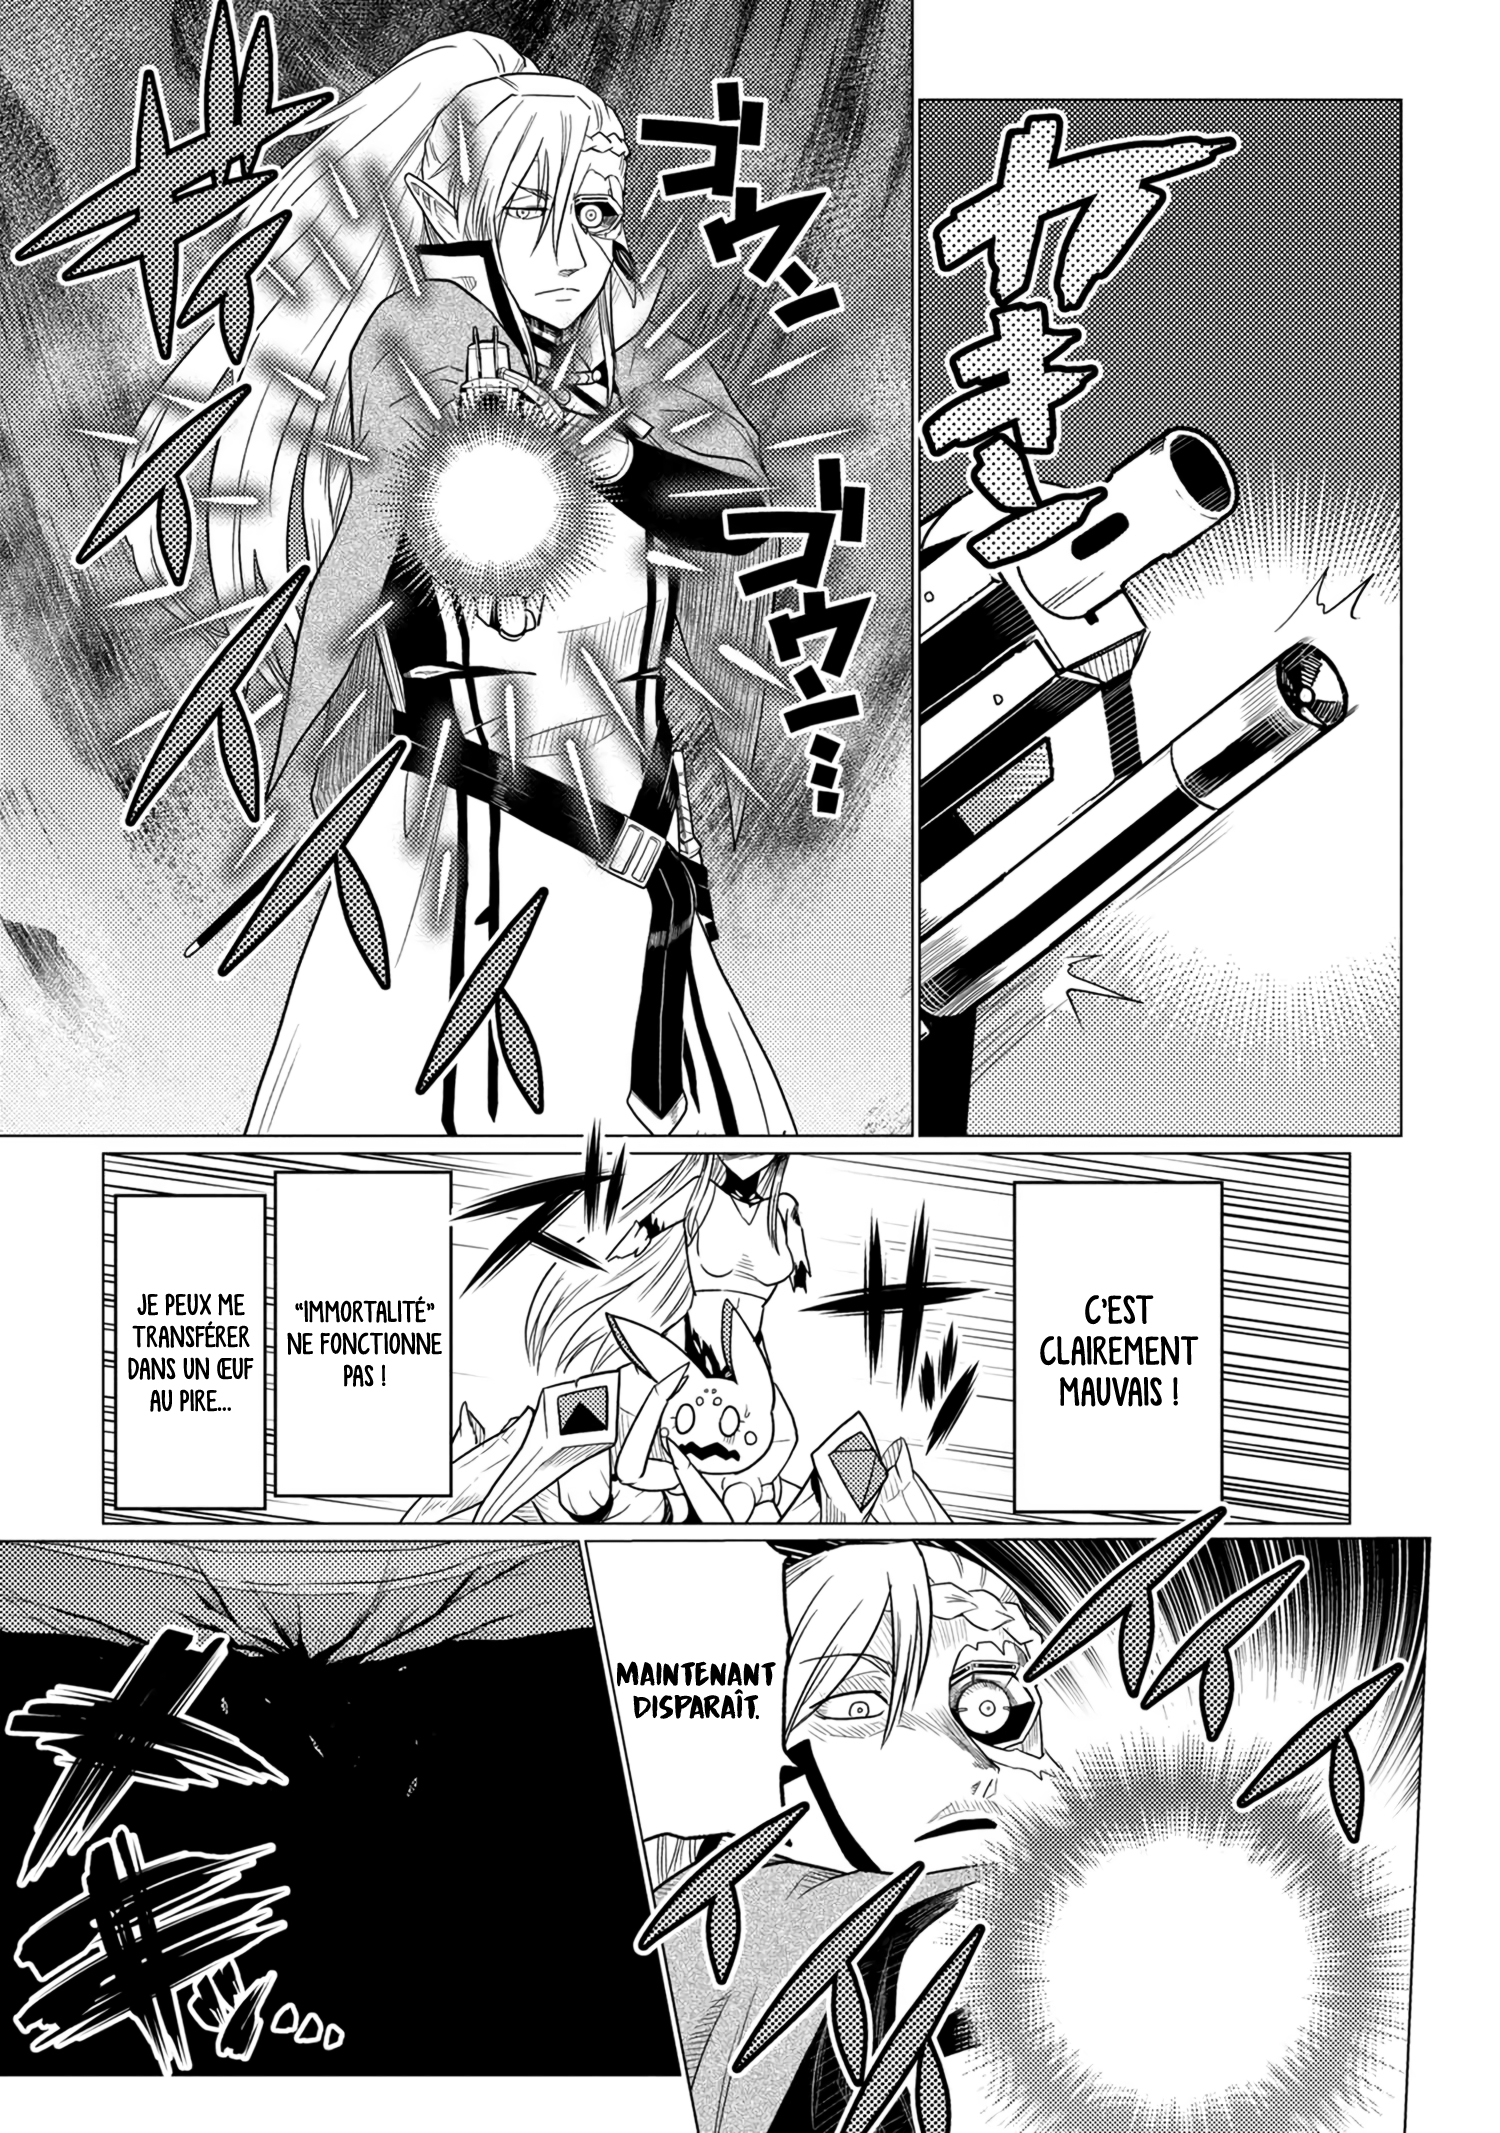 ガキン
ゴウン
ゴウン…
C'EST
CLAIREMENT
MAUVAIS !
“IMMORTALITÉ”
NE FONCTIONNE
PAS !
JE PEUX ME
TRANSFÉRER
DANS UN ŒUF
AU PIRE...
MAINTENANT
DISPARAÎT.